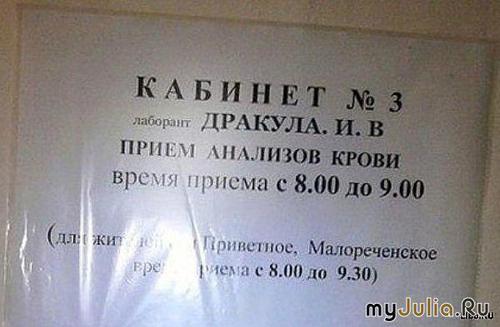 КАБИНЕТ № 3
лаборант ДРАКУЛА. И. В
ПРИЕМ АНАЛИЗОВ КРОВИ
время приема с 8.00 до 9.00
(для Приветное, Малореченское
приема с 8.00 до 9.30)
myJulia.Ru